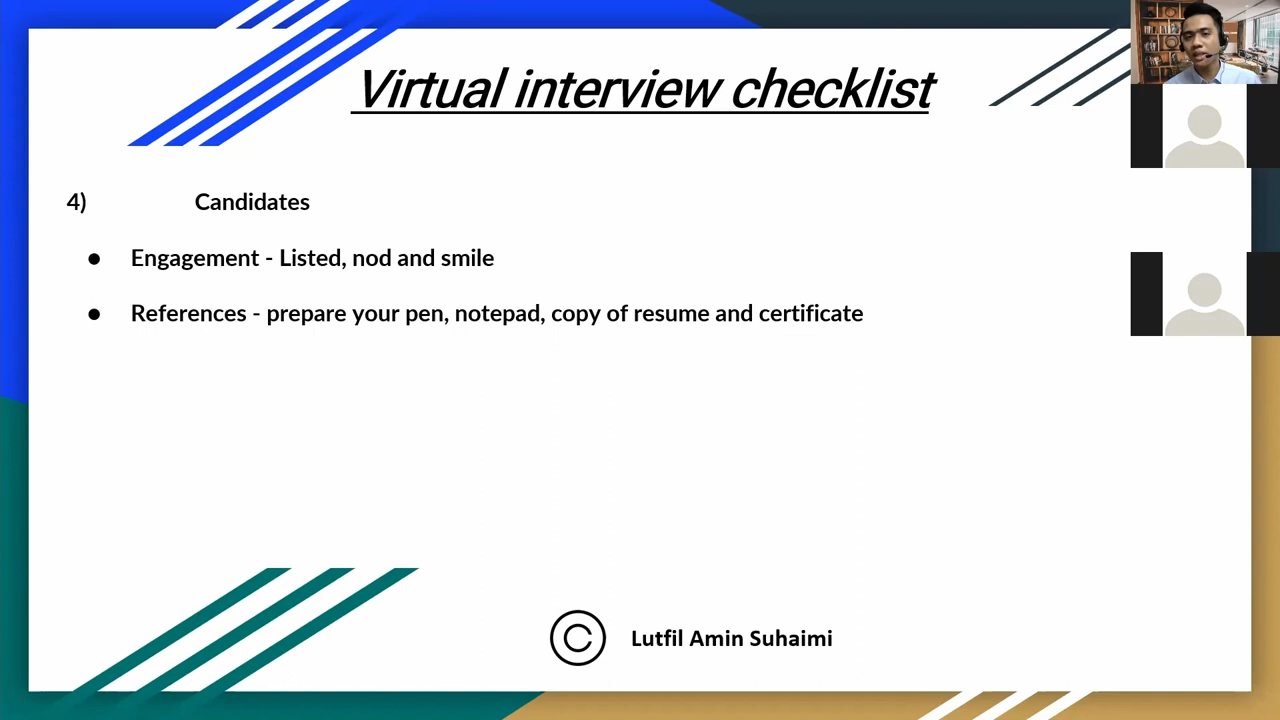 Virtual interview checklist
4) Candidates
● Engagement - Listed, nod and smile
● References - prepare your pen, notepad, copy of resume and certificate
© Lutfil Amin Suhaimi